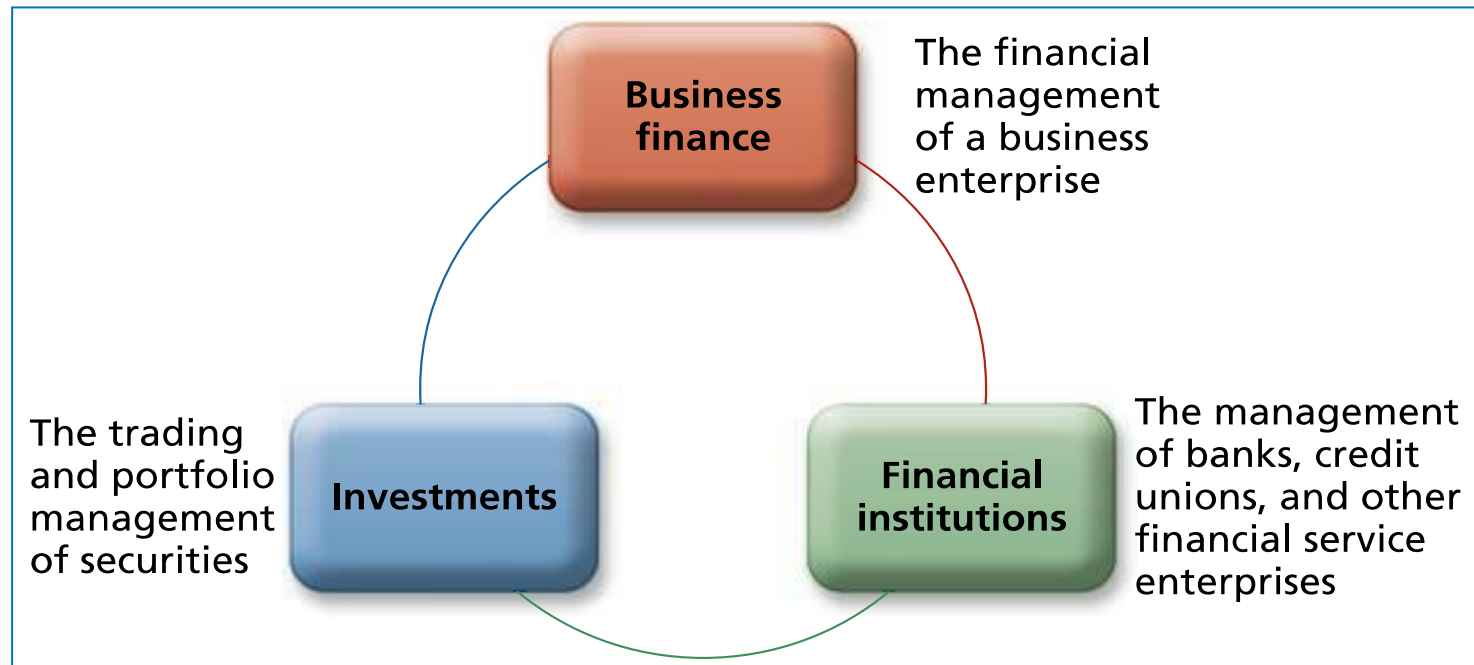 Business
finance
The financial
management
of a business
enterprise
The trading
and portfolio
management
of securities
Investments
Financial
institutions
The management
of banks, credit
unions, and other
financial service
enterprises